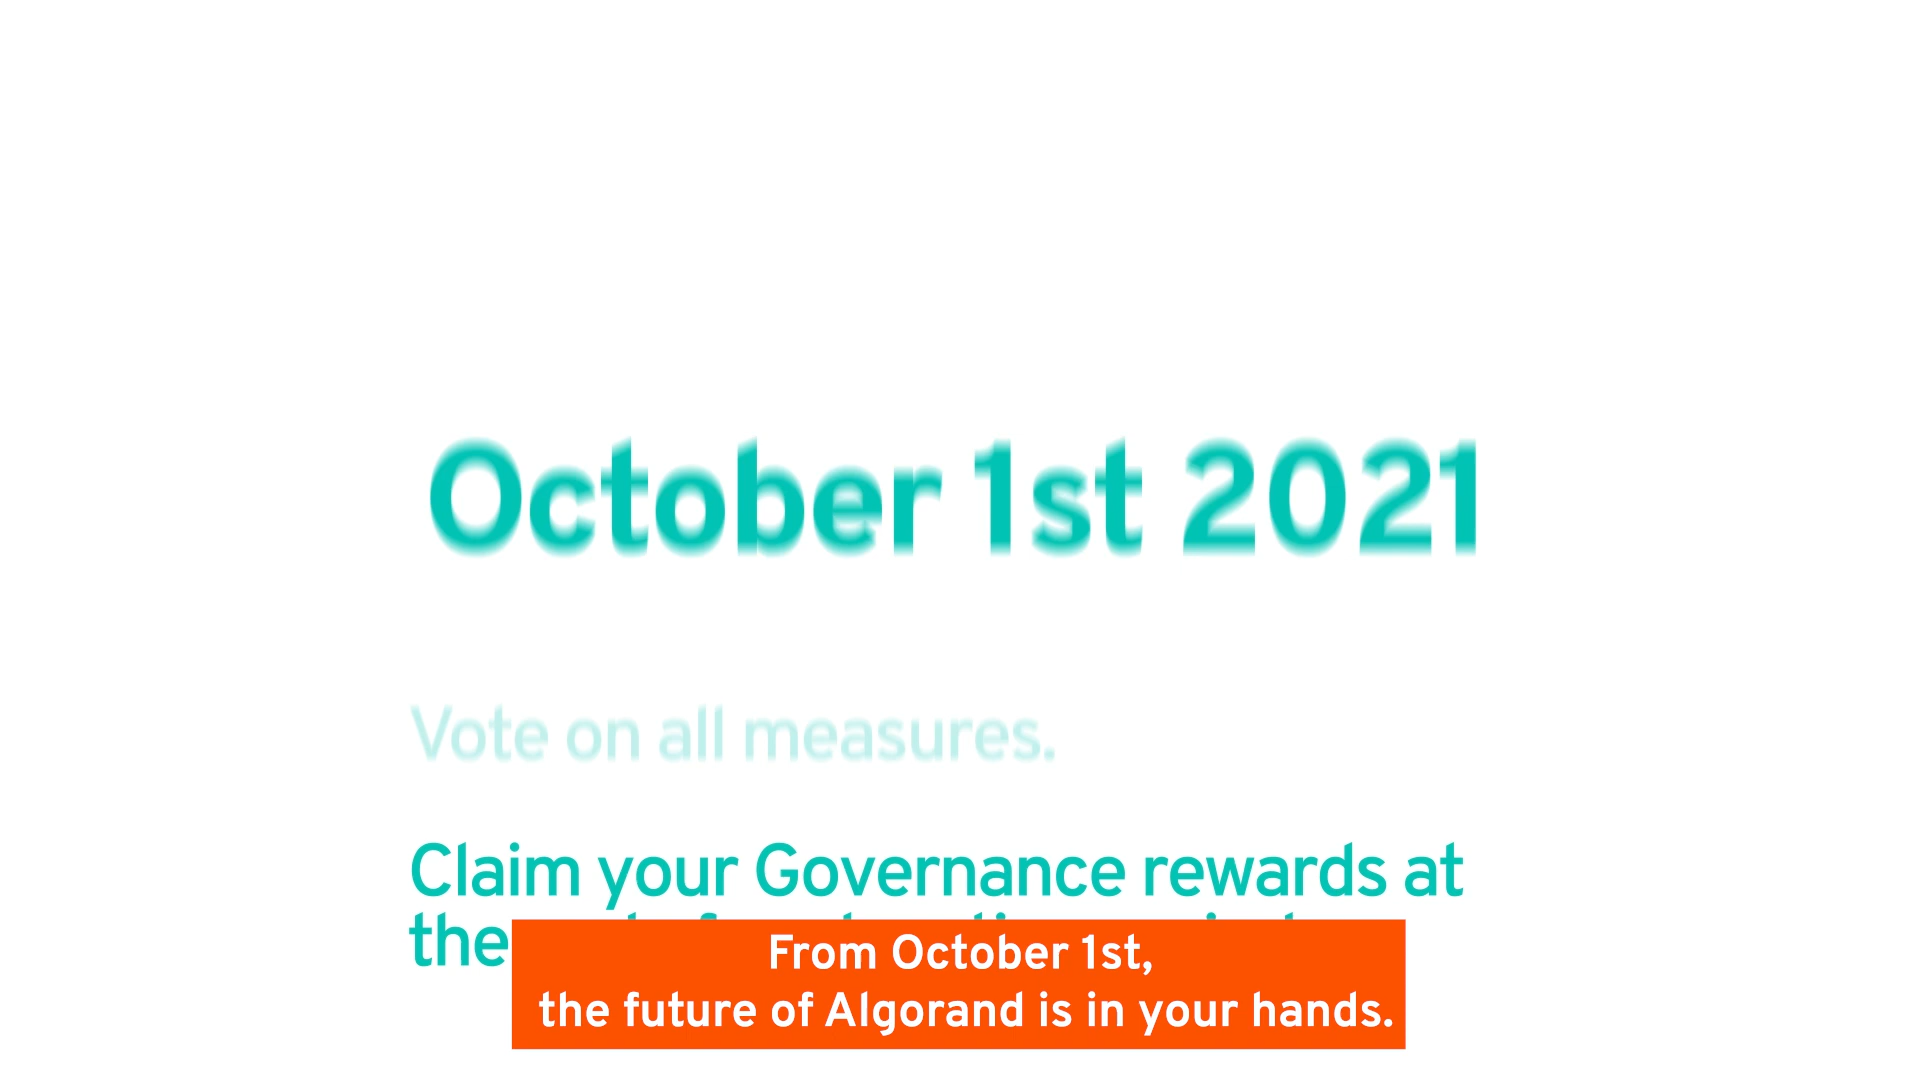 October 1st 2021
Vote on all measures.
Claim your Governance rewards at
the
From October 1st,
the future of Algorand is in your hands.